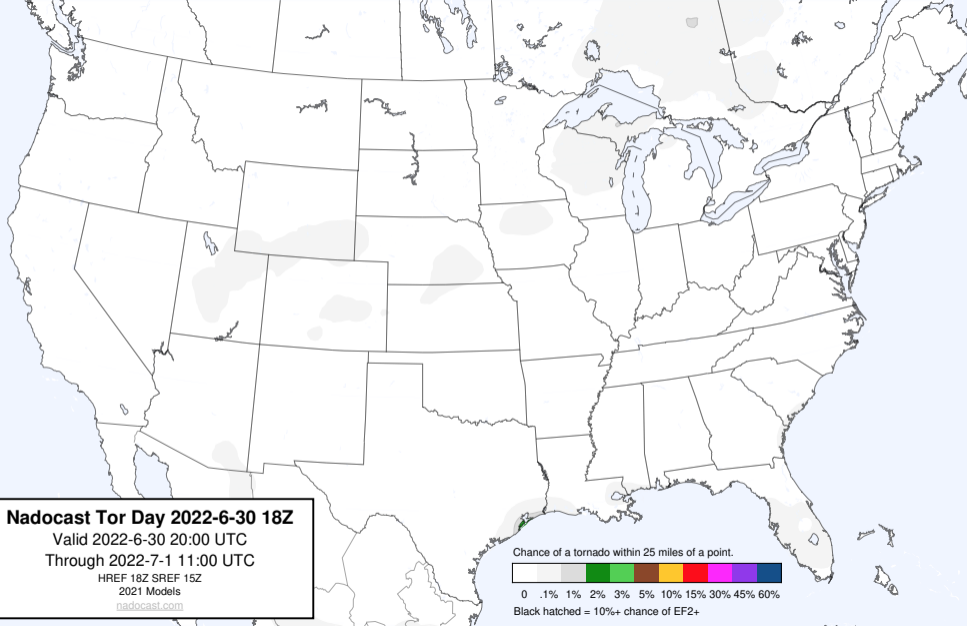 Nadocast Tor Day 2022-6-30 18Z
Valid 2022-6-30 20:00 UTC
Through 2022-7-1 11:00 UTC
HREF 18Z SREF 15Z
2021 Models
nadocast.com
Chance of a tornado within 25 miles of a point.
0 .1% 1% 2% 3% 5% 10% 15% 30% 45% 60%
Black hatched = 10%+ chance of EF2+